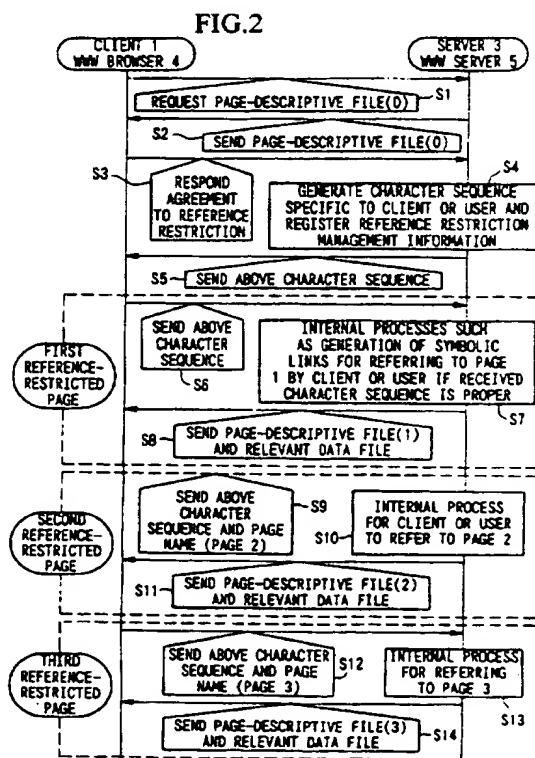 FIG.2
CLIENT 1
WWW BROWSER 4
SERVER 3
WWW SERVER 5
REQUEST PAGE-DESCRIPTIVE FILE(0)
S1
S2
SEND PAGE-DESCRIPTIVE FILE(0)
S3
RESPOND
AGREEMENT
TO REFERENCE
RESTRICTION
S4
GENERATE CHARACTER SEQUENCE
SPECIFIC TO CLIENT OR USER AND
REGISTER REFERENCE RESTRICTION
MANAGEMENT INFORMATION
S5
SEND ABOVE CHARACTER SEQUENCE
FIRST
REFERENCE-
RESTRICTED
PAGE
SEND ABOVE
CHARACTER
SEQUENCE
S6
INTERNAL PROCESSES SUCH
AS GENERATION OF SYMBOLIC
LINKS FOR REFERRING TO PAGE
1 BY CLIENT OR USER IF RECEIVED
CHARACTER SEQUENCE IS PROPER
S7
S8
SEND PAGE-DESCRIPTIVE FILE(1)
AND RELEVANT DATA FILE
SECOND
REFERENCE-
RESTRICTED
PAGE
SEND ABOVE
CHARACTER
SEQUENCE AND PAGE
NAME (PAGE 2)
S9
S10
INTERNAL PROCESS
FOR CLIENT OR USER
TO REFER TO PAGE 2
S11
SEND PAGE-DESCRIPTIVE FILE(2)
AND RELEVANT DATA FILE
THIRD
REFERENCE-
RESTRICTED
PAGE
SEND ABOVE CHARACTER
SEQUENCE AND PAGE
NAME (PAGE 3)
S12
INTERNAL PROCESS
FOR REFERRING
TO PAGE 3
S13
SEND PAGE-DESCRIPTIVE FILE(3)
AND RELEVANT DATA FILE
S14